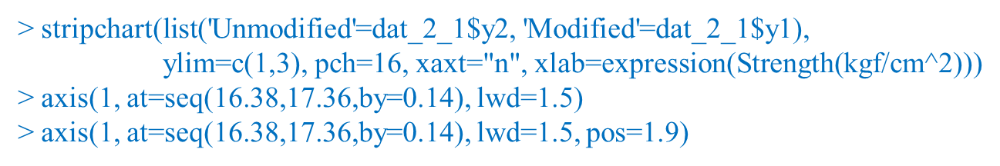 > stripchart(list('Unmodified'=dat_2_1$y2, 'Modified'=dat_2_1$y1),
ylim=c(1,3), pch=16, xaxt="n", xlab=expression(Strength(kgf/cm^2)))
> axis(1, at=seq(16.38,17.36,by=0.14), lwd=1.5)
> axis(1, at=seq(16.38,17.36,by=0.14), lwd=1.5, pos=1.9)